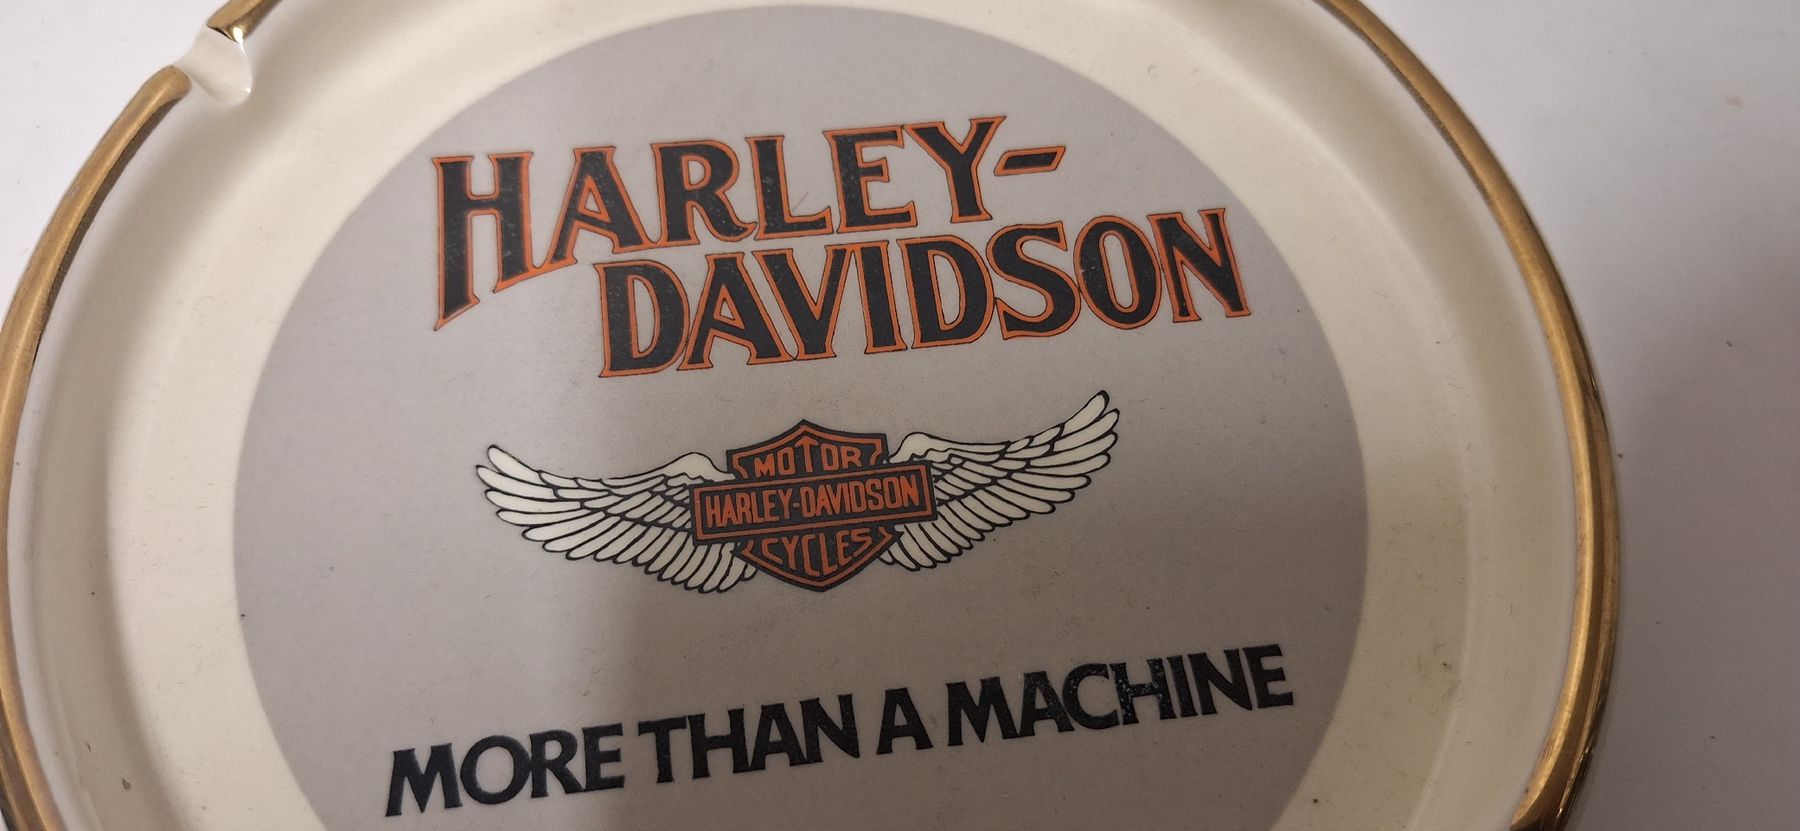 HARLEY-
DAVIDSON
MOTOR
HARLEY-DAVIDSON
CYCLES
MORE THAN A MACHINE